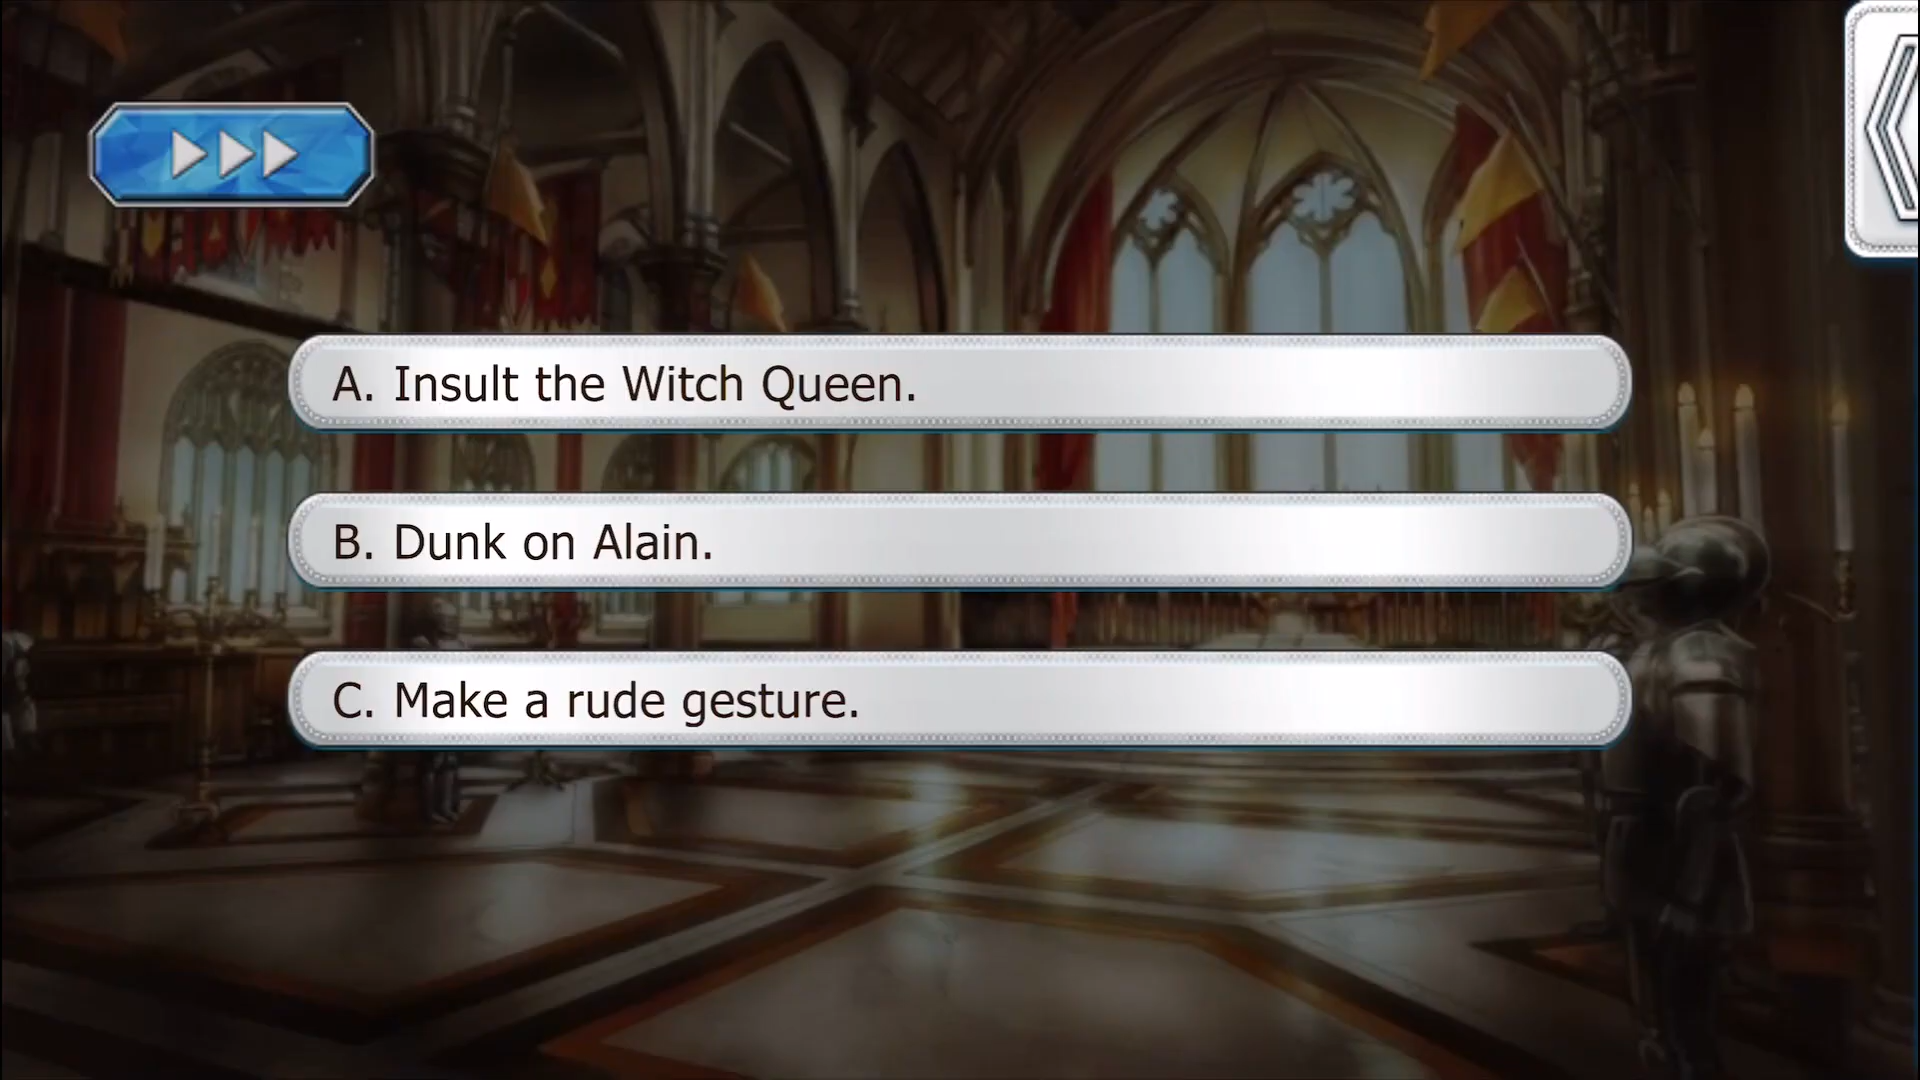 A. Insult the Witch Queen.
B. Dunk on Alain.
C. Make a rude gesture.